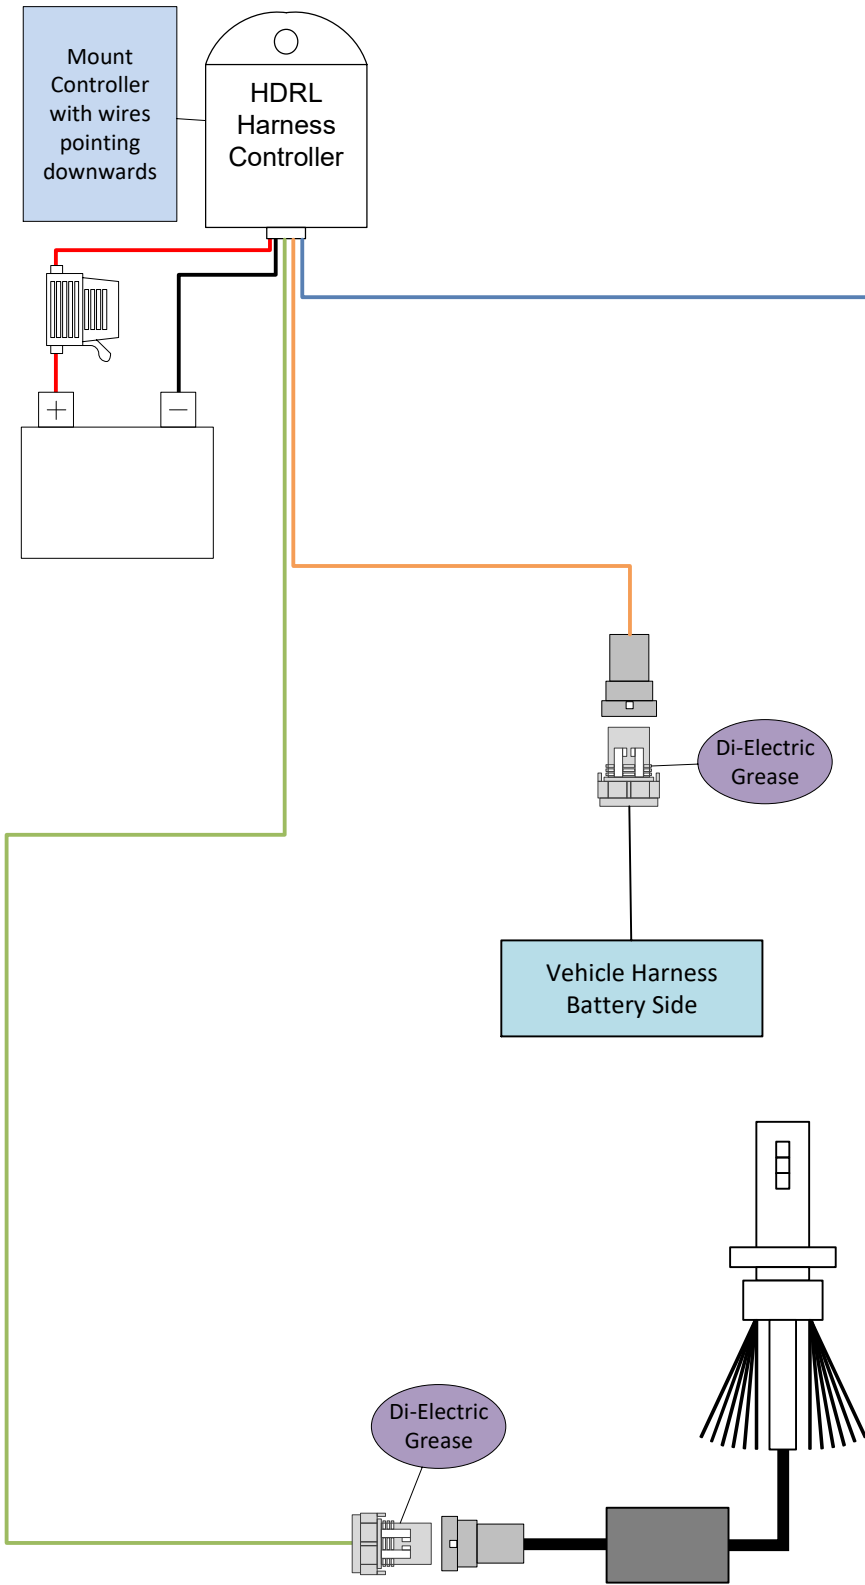 Mount
Controller
with wires
pointing
downwards
HDRL
Harness
Controller
+
−
Di-Electric
Grease
Vehicle Harness
Battery Side
Di-Electric
Grease